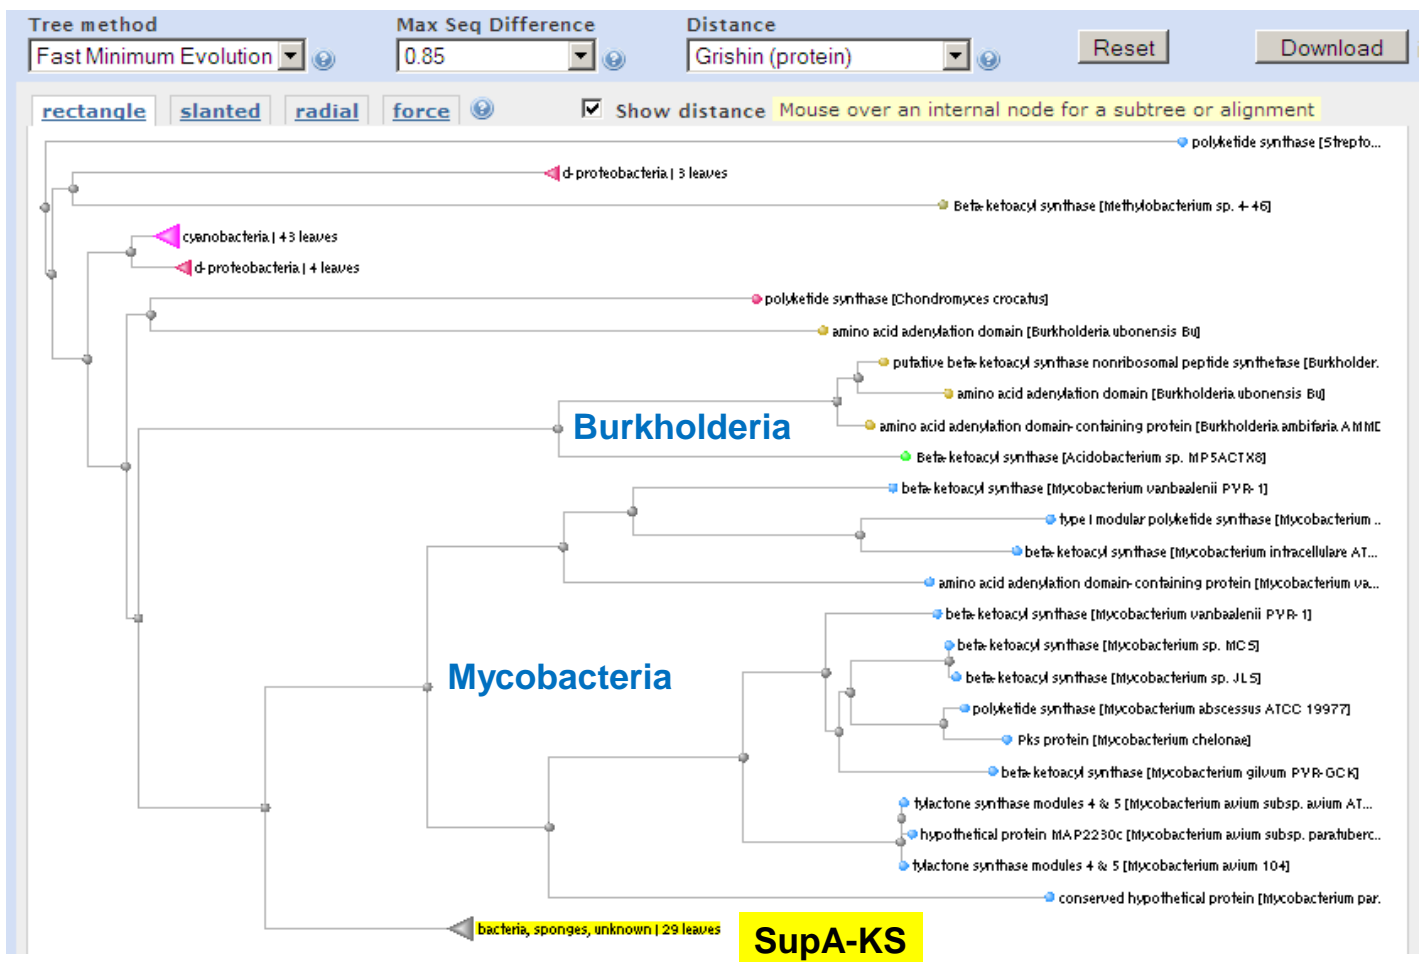 Tree method Max Seq Difference Distance
Fast Minimum Evolution 0.85 Grishin (protein) Reset Download
rectangle slanted radial force Show distance Mouse over an internal node for a subtree or alignment
polyketide synthase [Strepto...
d-proteobacteria | 3 leaves
Beta-ketoacyl synthase [Methylobacterium sp. 4-46]
cyanobacteria | 43 leaves
d-proteobacteria | 4 leaves
polyketide synthase [Chondromyces crocatus]
amino acid adenylation domain [Burkholderia ubonensis Bu]
putative beta-ketoacyl synthase nonribosomal peptide synthetase [Burkholder.
amino acid adenylation domain [Burkholderia ubonensis Bu]
Burkholderia
amino acid adenylation domain-containing protein [Burkholderia ambifaria AMMD
Beta-ketoacyl synthase [Acidobacterium sp. MP5ACTX8]
beta-ketoacyl synthase [Mycobacterium vanbaalenii PYR-1]
type I modular polyketide synthase [Mycobacterium ..
beta-ketoacyl synthase [Mycobacterium intracellulare AT...
amino acid adenylation domain-containing protein [Mycobacterium va...
beta-ketoacyl synthase [Mycobacterium vanbaalenii PYR-1]
beta-ketoacyl synthase [Mycobacterium sp. MCS]
Mycobacteria
beta-ketoacyl synthase [Mycobacterium sp. JLS]
polyketide synthase [Mycobacterium abscessus ATCC 19977]
Pks protein [Mycobacterium chelonae]
beta-ketoacyl synthase [Mycobacterium gilvum PYR-GCK]
tylactone synthase modules 4 & 5 [Mycobacterium avium subsp. avium AT...
hypothetical protein MAP2230c [Mycobacterium avium subsp. paratuberc..
tylactone synthase modules 4 & 5 [Mycobacterium avium 104]
conserved hypothetical protein [Mycobacterium par.
bacteria, sponges, unknown | 29 leaves
SupA-KS